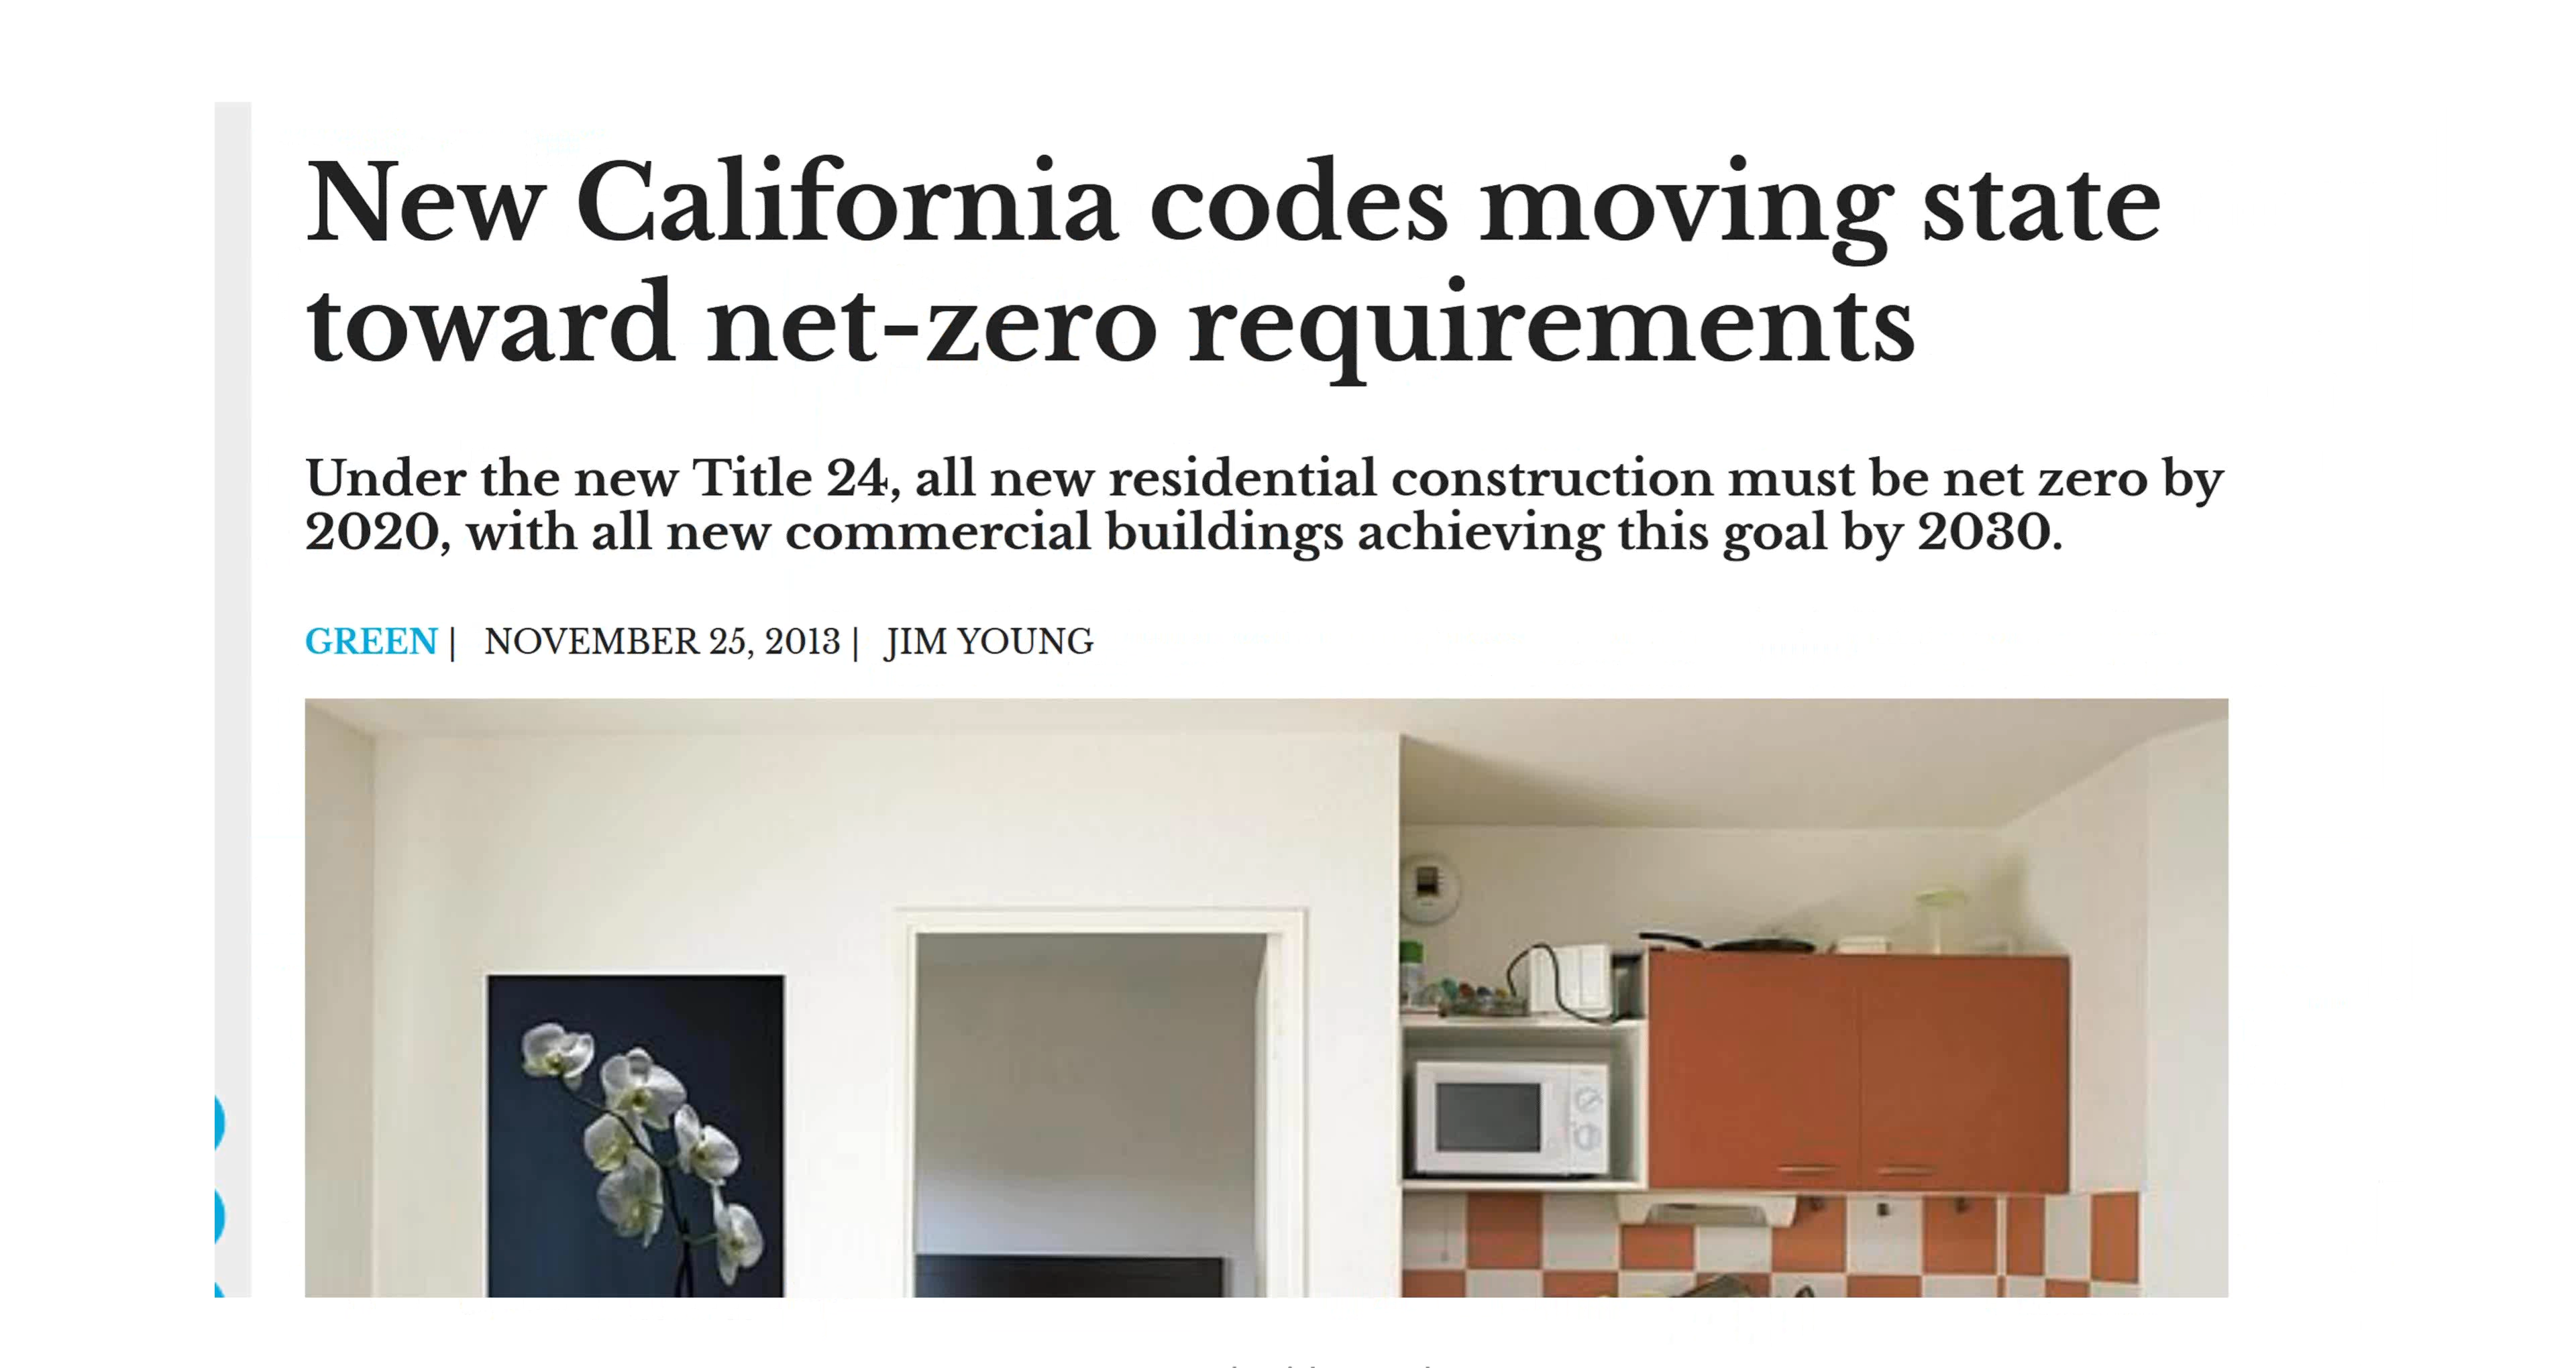 New California codes moving state
toward net-zero requirements
Under the new Title 24, all new residential construction must be net zero by
2020, with all new commercial buildings achieving this goal by 2030.
GREEN | NOVEMBER 25, 2013 | JIM YOUNG